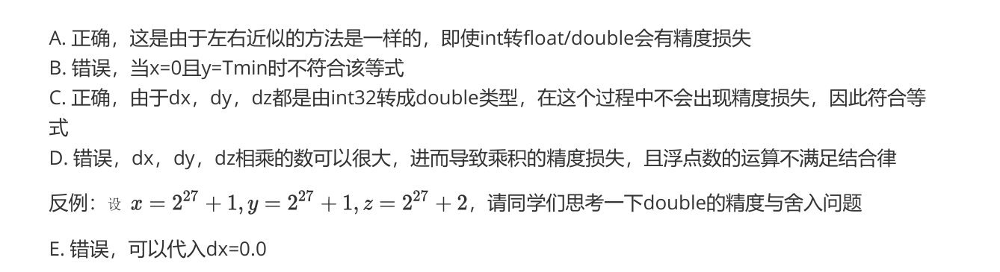 A. 正确，这是由于左右近似的方法是一样的，即使int转float/double会有精度损失
B. 错误，当x=0且y=Tmin时不符合该等式
C. 正确，由于dx，dy，dz都是由int32转成double类型，在这个过程中不会出现精度损失，因此符合等
式
D. 错误，dx，dy，dz相乘的数可以很大，进而导致乘积的精度损失，且浮点数的运算不满足结合律
反例：设 x = 2^{27} + 1, y = 2^{27} + 1, z = 2^{27} + 2，请同学们思考一下double的精度与舍入问题
E. 错误，可以代入dx=0.0